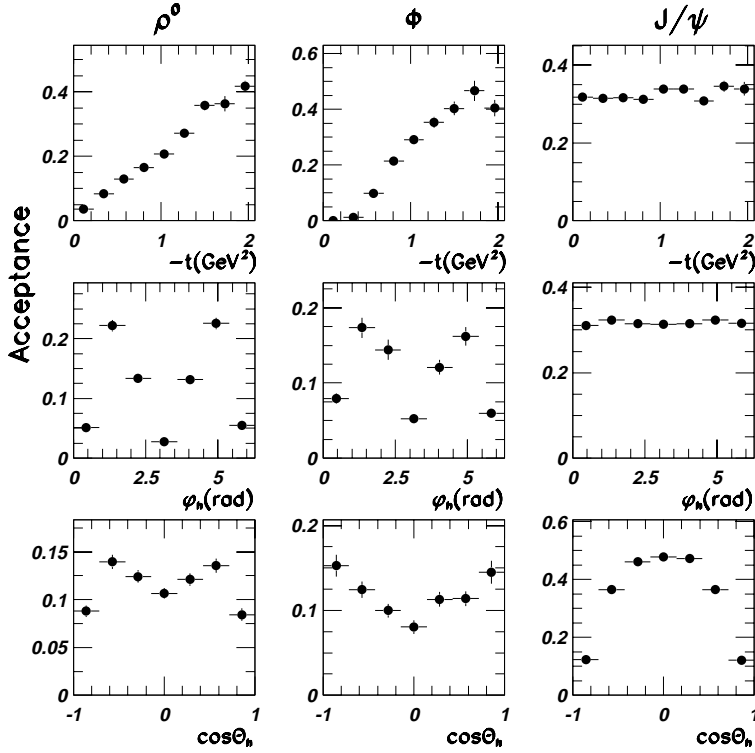 ρ⁰ ϕ J/ψ
Acceptance
0.4 0.6 0.4
0.4
0.2 0.2
0.2
0 0 0
0 1 2 0 1 2 0 1 2
−t(GeV²) −t(GeV²) −t(GeV²)
0.2 0.4
0.2
0.1 0.1 0.2
0 0 0
0 2.5 5 0 2.5 5 0 2.5 5
φₕ(rad) φₕ(rad) φₕ(rad)
0.2 0.6
0.15
0.4
0.1 0.1
0.2
0.05
0 0 0
-1 0 1 -1 0 1 -1 0 1
cosΘₕ cosΘₕ cosΘₕ